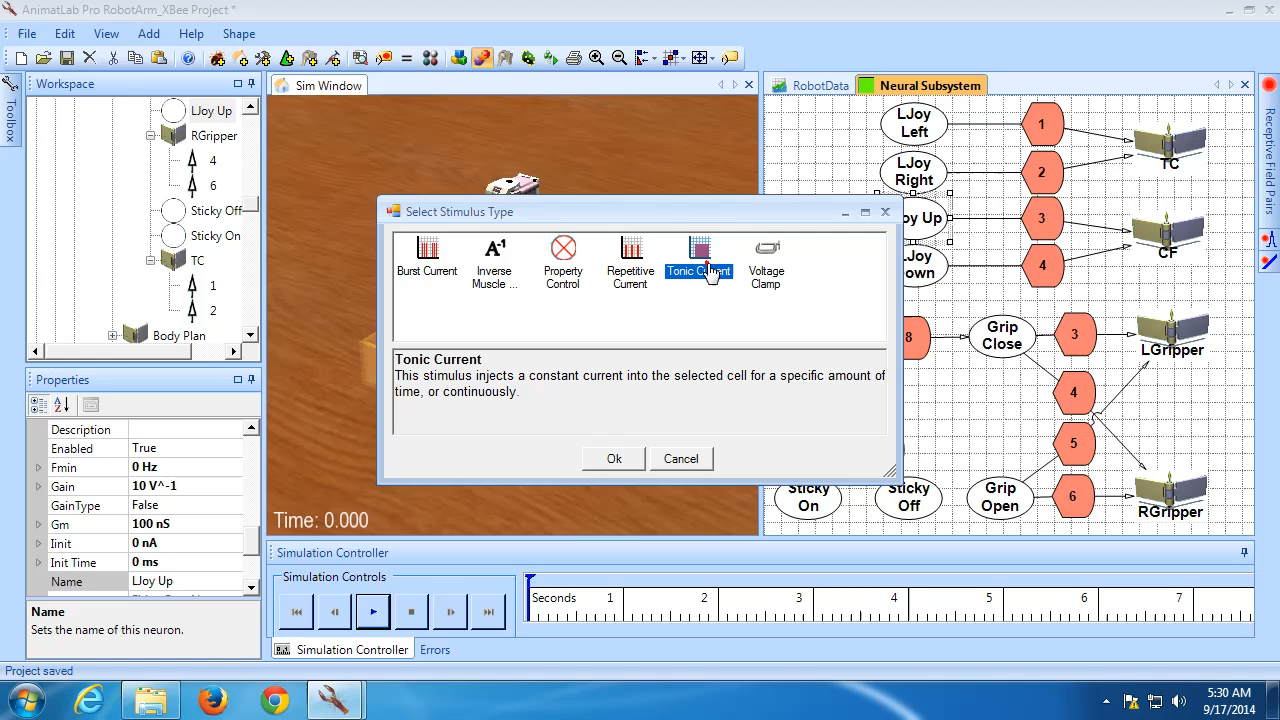 AnimatLab Pro RobotArm_XBee Project *
File Edit View Add Help Shape
Workspace
LJoy Up
RGripper
4
6
Sticky Off
Sticky On
TC
1
2
Body Plan
Toolbox
Properties
Description
Enabled True
Fmin 0 Hz
Gain 10 V^-1
GainType False
Gm 100 nS
Iinit 0 nA
Init Time 0 ms
Name LJoy Up
Name
Sets the name of this neuron.
Project saved
Sim Window
Time: 0.000
Select Stimulus Type
Burst Current
Inverse
Muscle ...
Property
Control
Repetitive
Current
Tonic C
nt
Voltage
Clamp
Tonic Current
This stimulus injects a constant current into the selected cell for a specific amount of
time, or continuously.
Ok Cancel
RobotData Neural Subsystem
LJoy
Left
1
TC
LJoy
Right
2
oy Up
3
CF
Joy
own
4
8
Grip
Close
3
LGripper
4
5
Sticky
On
Sticky
Off
Grip
Open
6
RGripper
Receptive Field Pairs
Simulation Controller
Simulation Controls
Seconds 1 2 3 4 5 6 7
Simulation Controller Errors
5:30 AM
9/17/2014